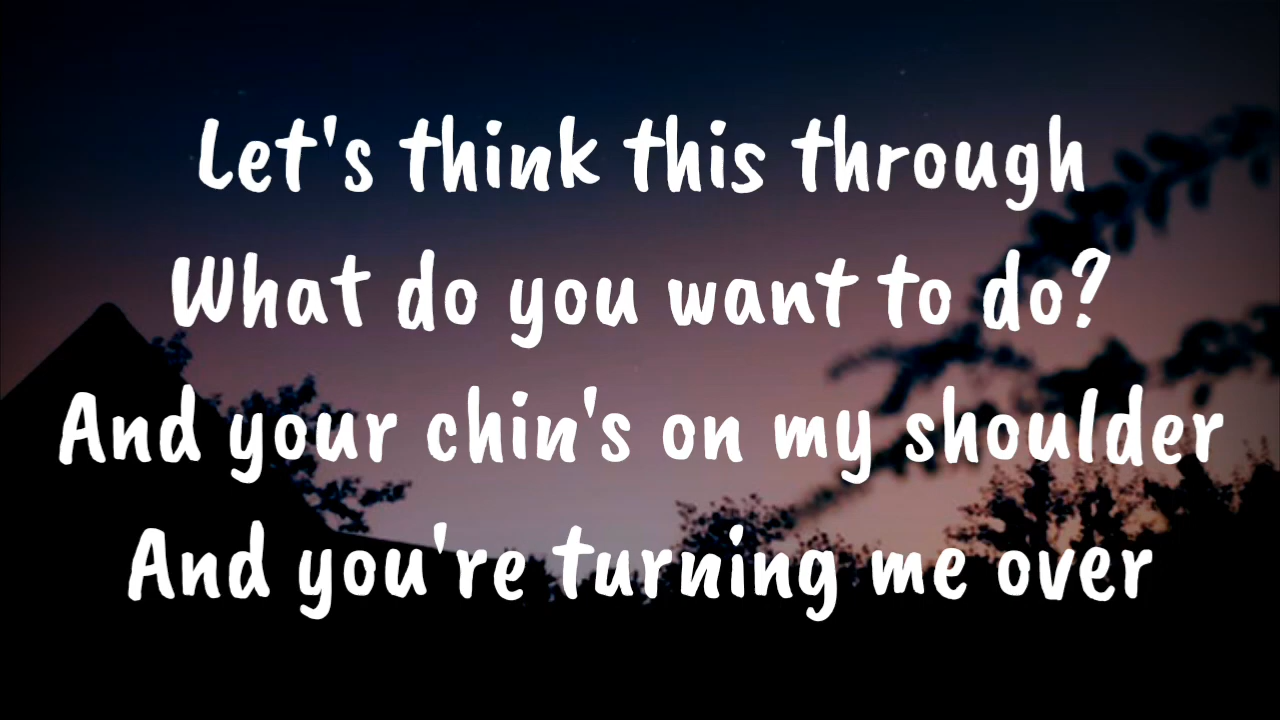 Let's think this through
What do you want to do?
And your chin's on my shoulder
And you're turning me over